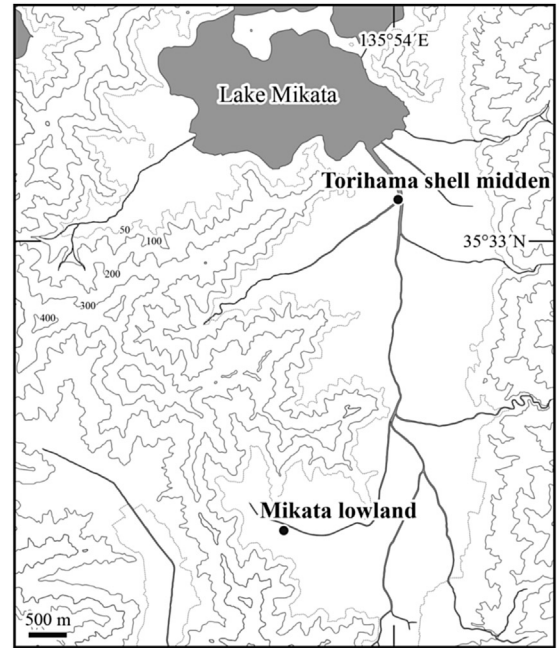 135°54´E
Lake Mikata
Torihama shell midden
35°33´N
50
100
200
300
400
Mikata lowland
500 m